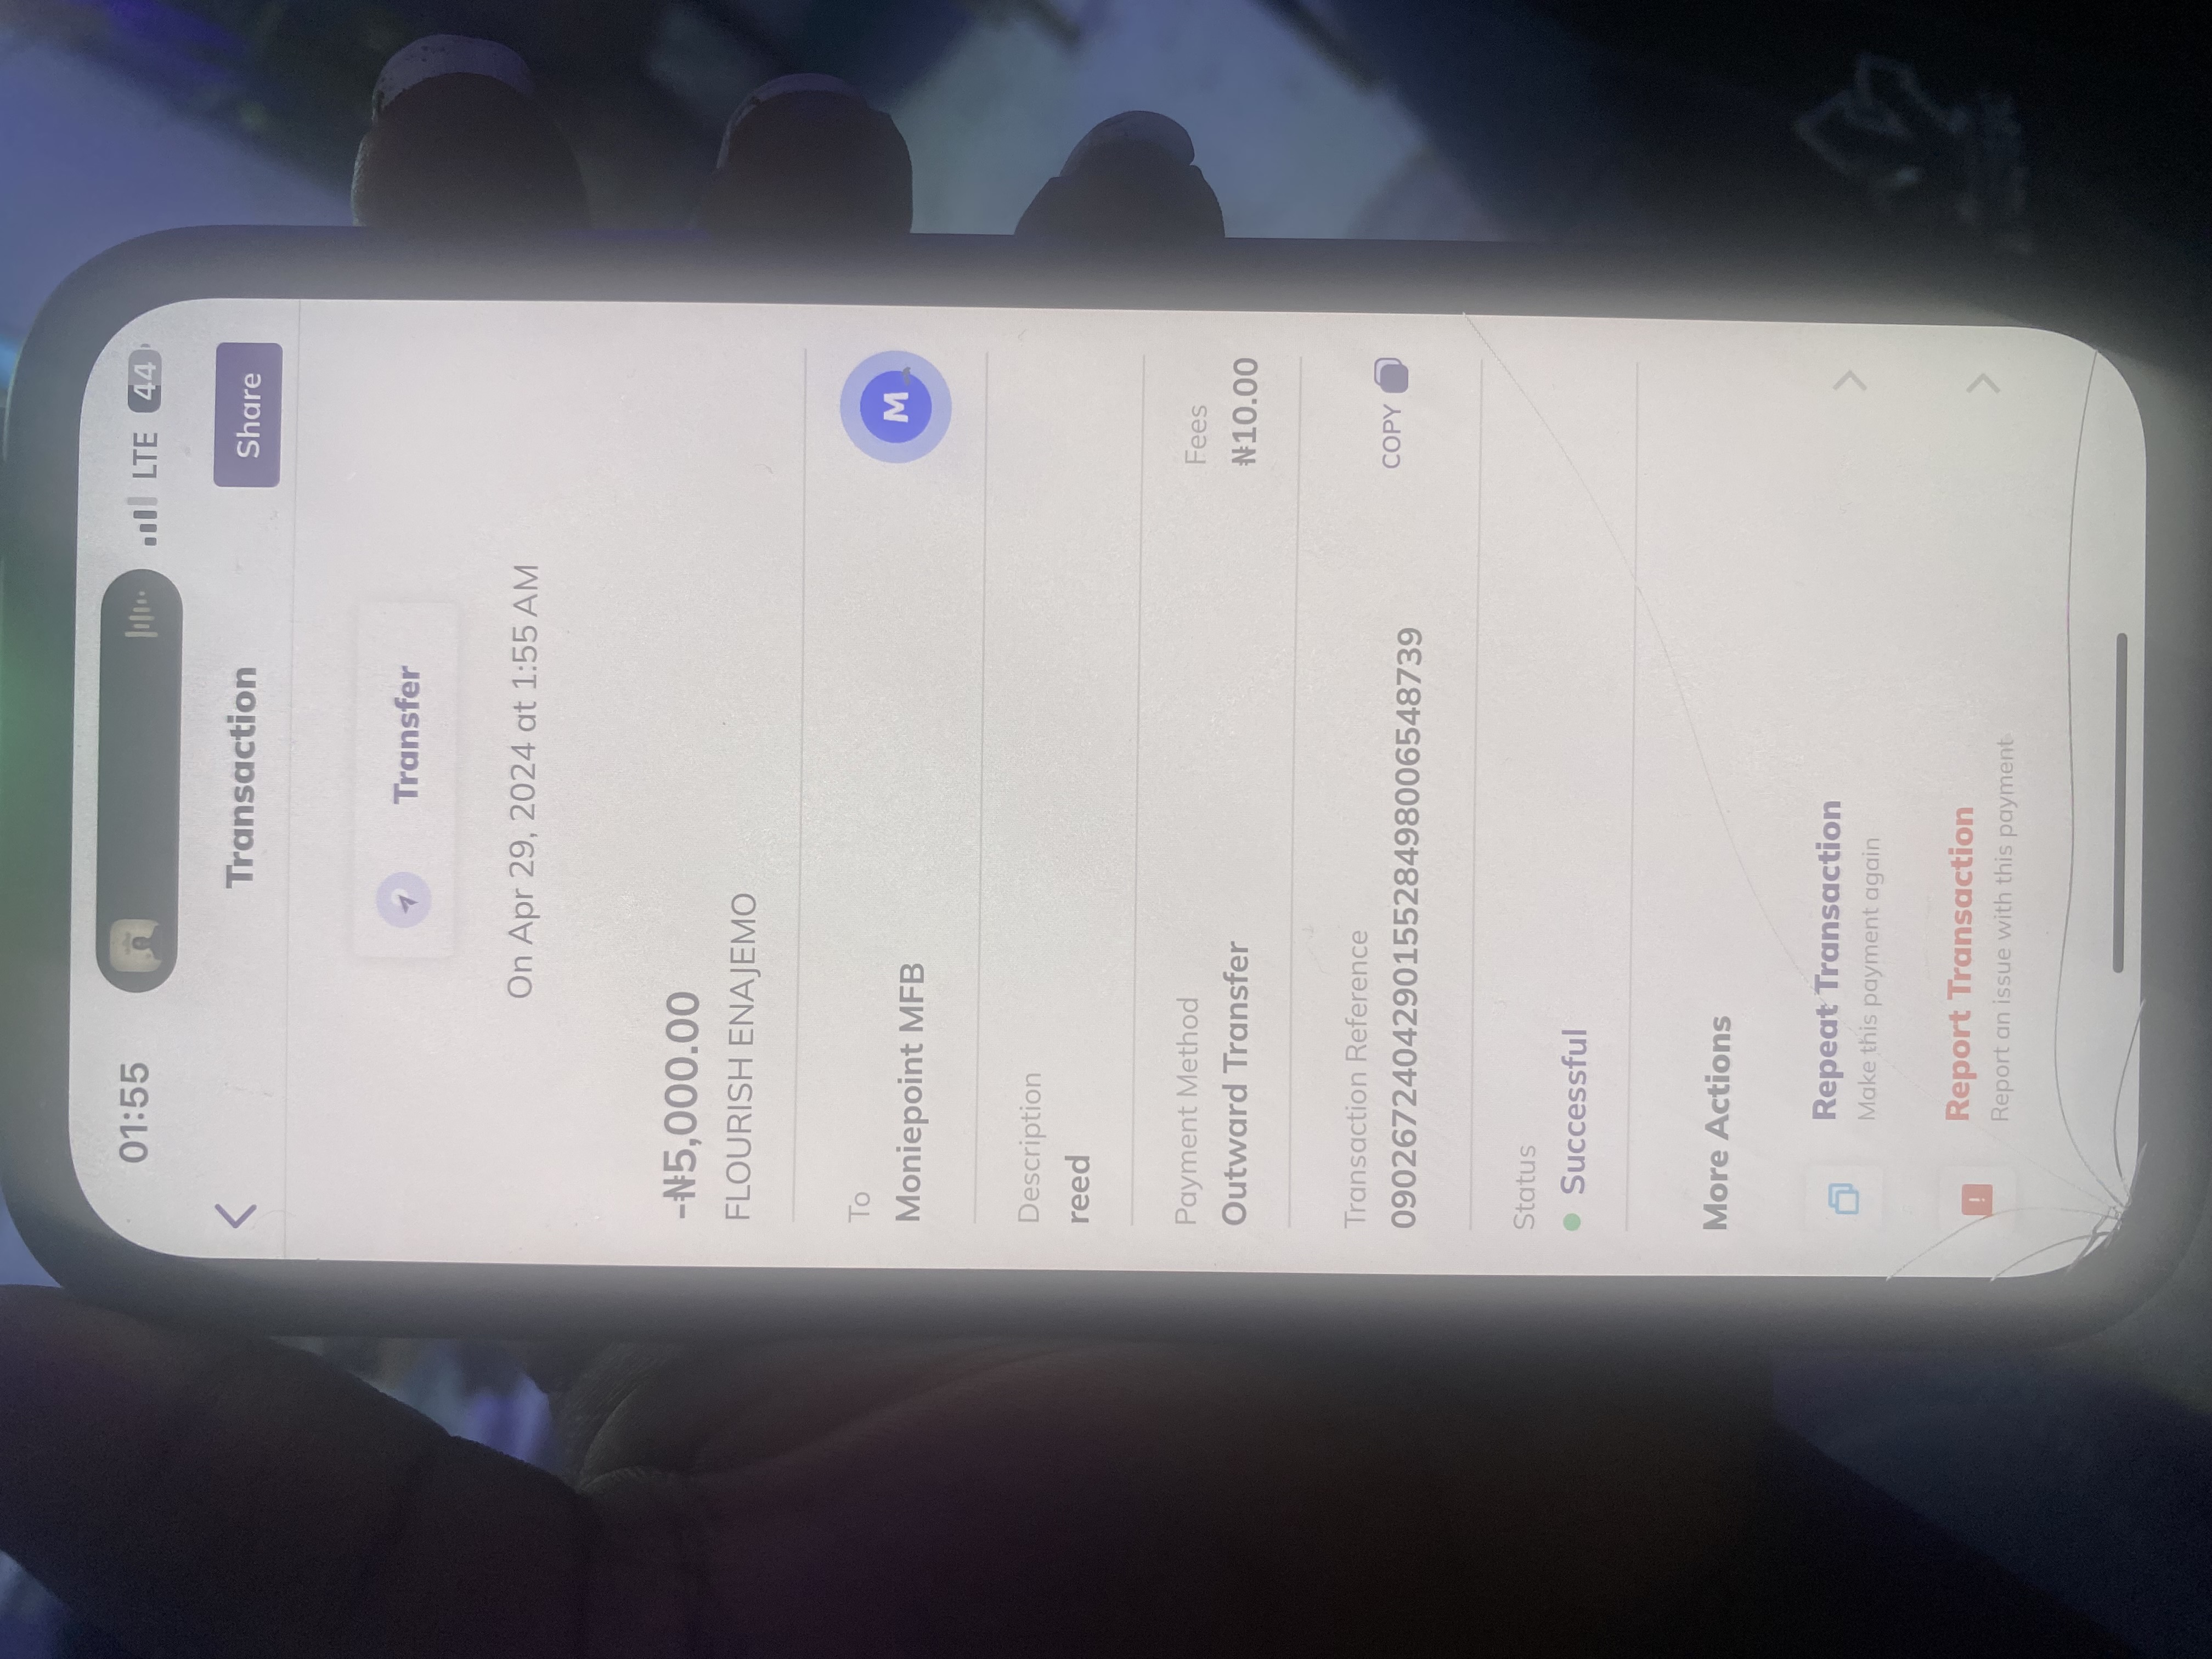 01:55
LTE 44
Transaction
Share
Transfer
On Apr 29, 2024 at 1:55 AM
-₦5,000.00
FLOURISH ENAJEMO
To
Moniepoint MFB
M
Description
reed
Payment Method
Fees
Outward Transfer
₦10.00
Transaction Reference
090267240429015528498006548739
COPY
Status
Successful
More Actions
Repeat Transaction
Make this payment again
Report Transaction
Report an issue with this payment